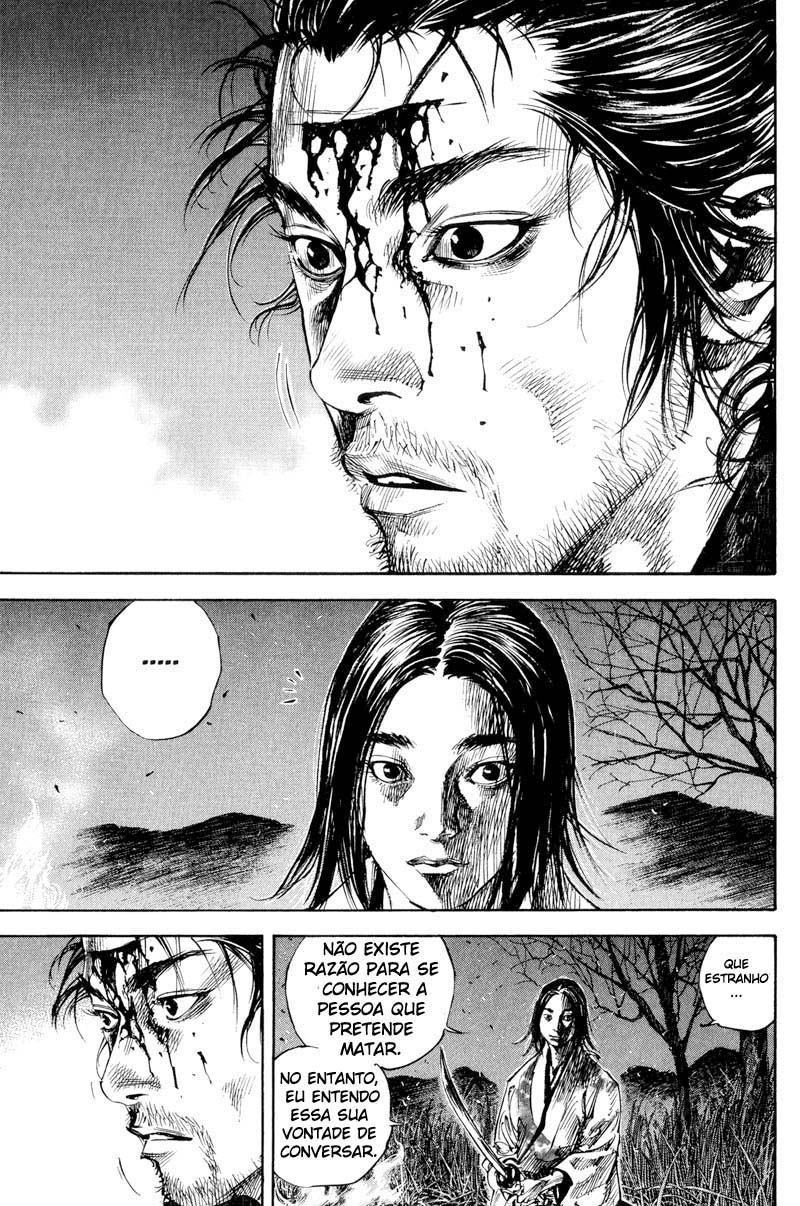 .....
QUE
ESTRANHO
...
NÃO EXISTE
RAZÃO PARA SE
CONHECER A
PESSOA QUE
PRETENDE
MATAR.
NO ENTANTO,
EU ENTENDO
ESSA SUA
VONTADE DE
CONVERSAR.